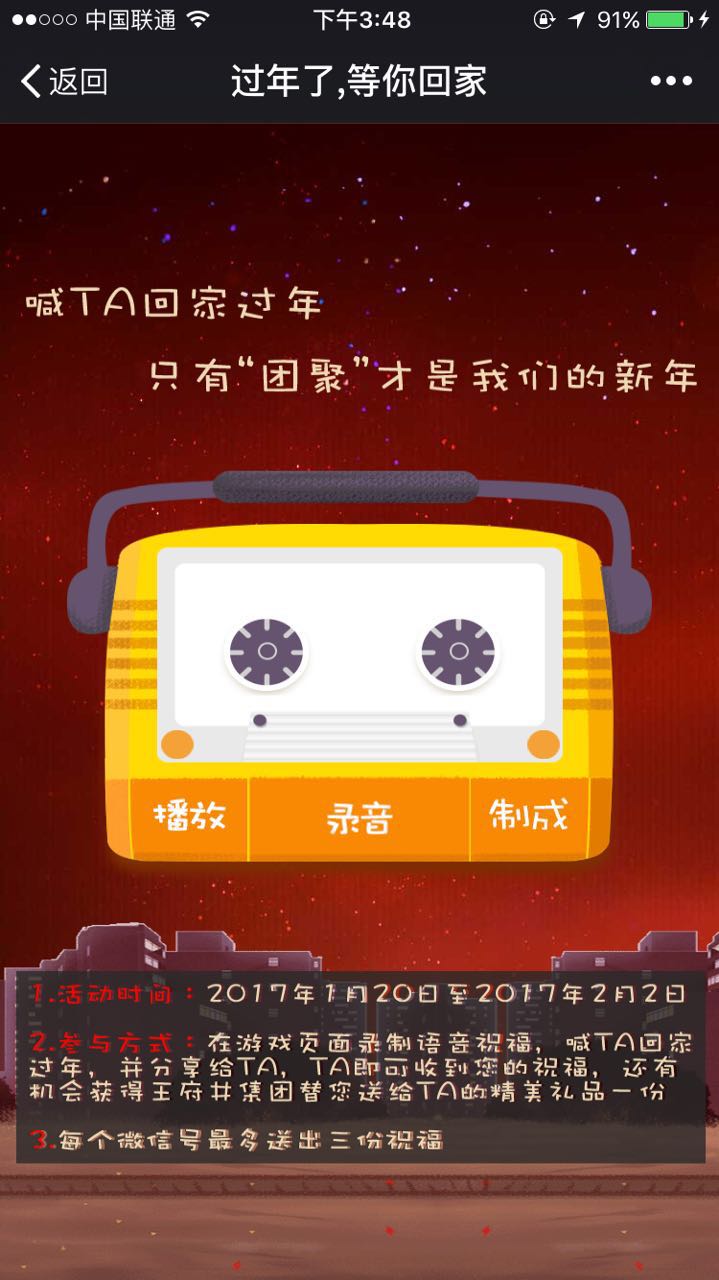 中国联通 下午3:48 91%
返回 过年了,等你回家
喊TA回家过年
只有“团聚”才是我们的新年
播放 录音 制成
1.活动时间：2017年1月20日至2017年2月2日
2.参与方式：在游戏页面录制语音祝福，喊TA回家
过年，并分享给TA，TA即可收到您的祝福，还有
机会获得王府井集团替您送给TA的精美礼品一份
3.每个微信号最多送出三份祝福